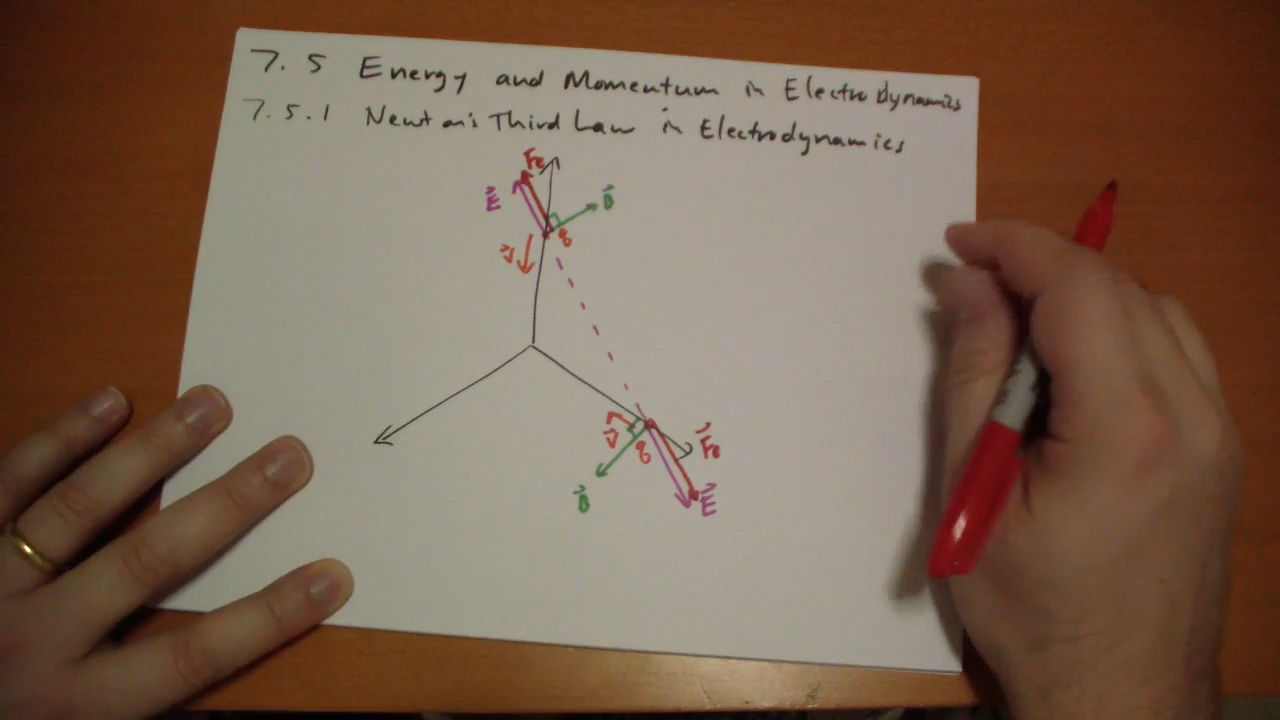 7.5 Energy and Momentum in Electrodynamics
7.5.1 Newton's Third Law in Electrodynamics
Fe
E
B
q
v
v
q
Fe
B
E